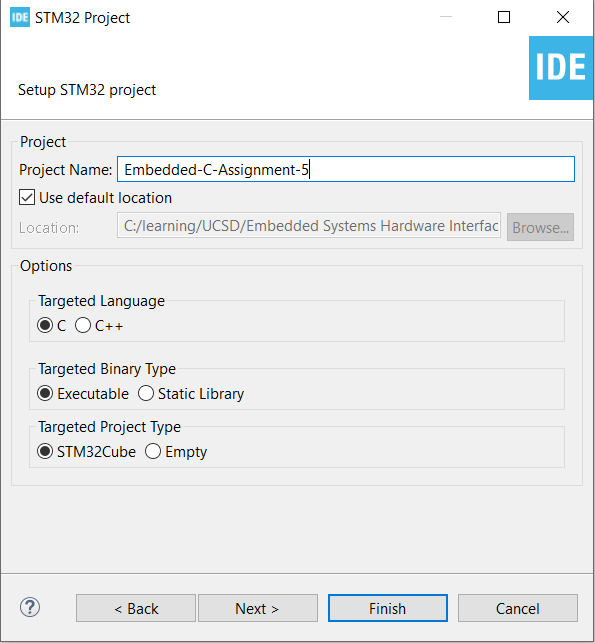 IDE STM32 Project
IDE
Setup STM32 project
Project
Project Name: Embedded-C-Assignment-5
Use default location
Location: C:/learning/UCSD/Embedded Systems Hardware Interfac Browse...
Options
Targeted Language
C C++
Targeted Binary Type
Executable Static Library
Targeted Project Type
STM32Cube Empty
? < Back Next > Finish Cancel